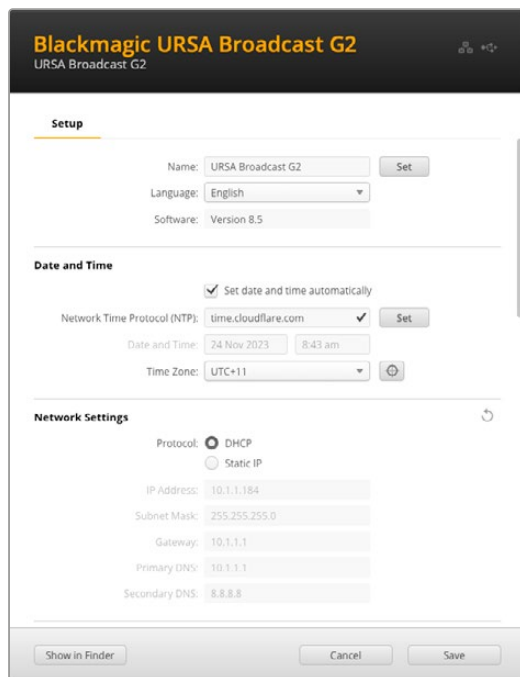 Blackmagic URSA Broadcast G2
URSA Broadcast G2
Setup
Name: URSA Broadcast G2 Set
Language: English
Software: Version 8.5
Date and Time
Set date and time automatically
Network Time Protocol (NTP): time.cloudflare.com Set
Date and Time: 24 Nov 2023 8:43 am
Time Zone: UTC+11
Network Settings
Protocol: DHCP
Static IP
IP Address: 10.1.1.184
Subnet Mask: 255.255.255.0
Gateway: 10.1.1.1
Primary DNS: 10.1.1.1
Secondary DNS: 8.8.8.8
Show in Finder Cancel Save